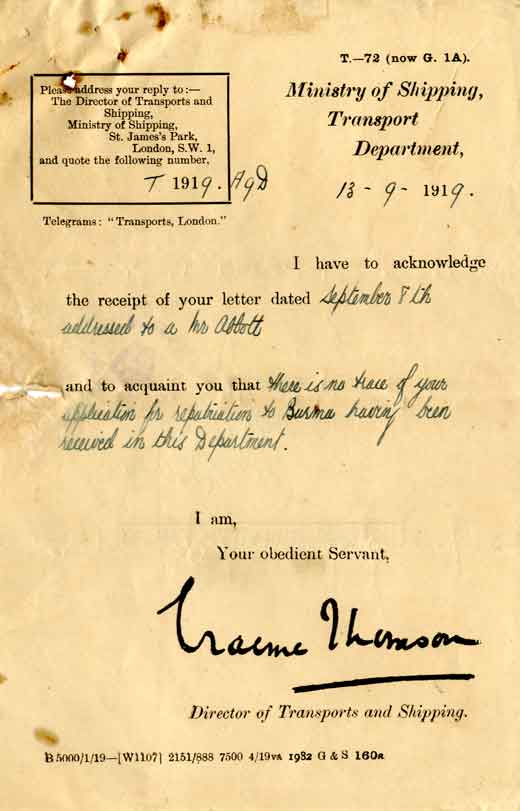 T.—72 (now G. 1A).
Please address your reply to:—
The Director of Transports and
Shipping,
Ministry of Shipping,
St. James's Park,
London, S.W. 1,
and quote the following number,
T 1919. A9D
Ministry of Shipping,
Transport
Department,
13 - 9 - 1919.
Telegrams: "Transports, London."
I have to acknowledge
the receipt of your letter dated September 8th
addressed to a Mr Abbott
and to acquaint you that there is no trace of your
application for repatriation to Burma having been
received in this Department.
I am,
Your obedient Servant,
Graeme Thomson
Director of Transports and Shipping.
B 5000/1/19—[W1107] 2151/888 7500 4/19VA 1982 G & S 160R